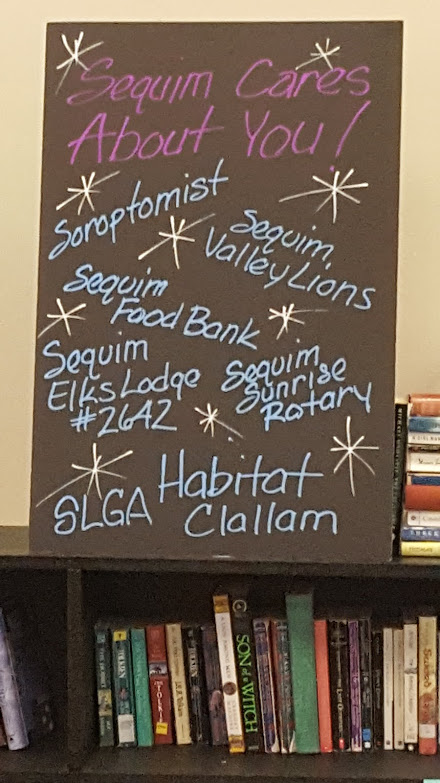 Sequim Cares
About You!
Soroptomist
Sequim
Valley Lions
Sequim
Food Bank
Sequim
Elks Lodge
#2642
Sequim
Sunrise
Rotary
SLGA
Habitat
Clallam
SON of a WITCH